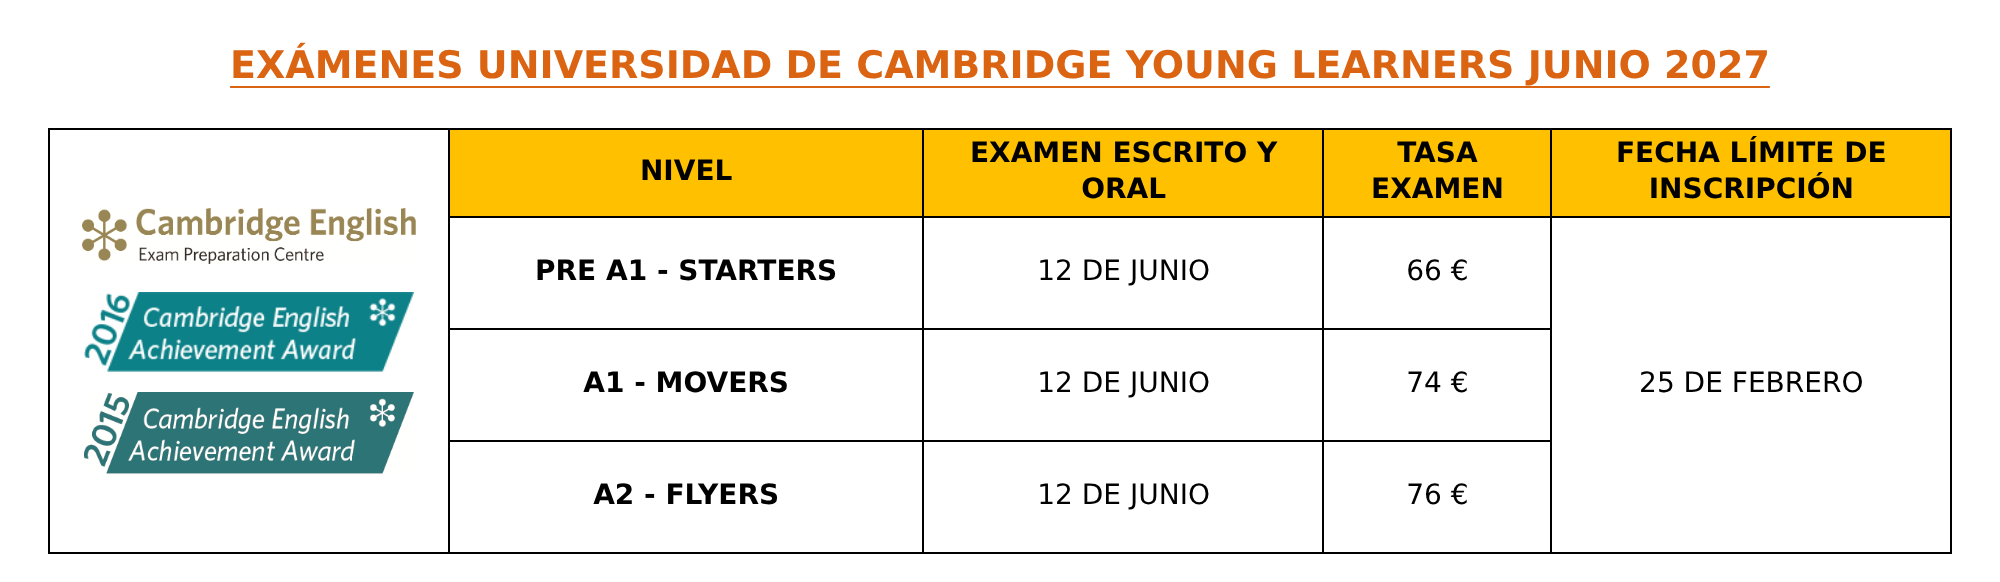 EXÁMENES UNIVERSIDAD DE CAMBRIDGE YOUNG LEARNERS JUNIO 2027
Cambridge English
Exam Preparation Centre
2016
Cambridge English
Achievement Award
2015
Cambridge English
Achievement Award
NIVEL
EXAMEN ESCRITO Y
ORAL
TASA
EXAMEN
FECHA LÍMITE DE
INSCRIPCIÓN
PRE A1 - STARTERS
12 DE JUNIO
66 €
A1 - MOVERS
12 DE JUNIO
74 €
25 DE FEBRERO
A2 - FLYERS
12 DE JUNIO
76 €